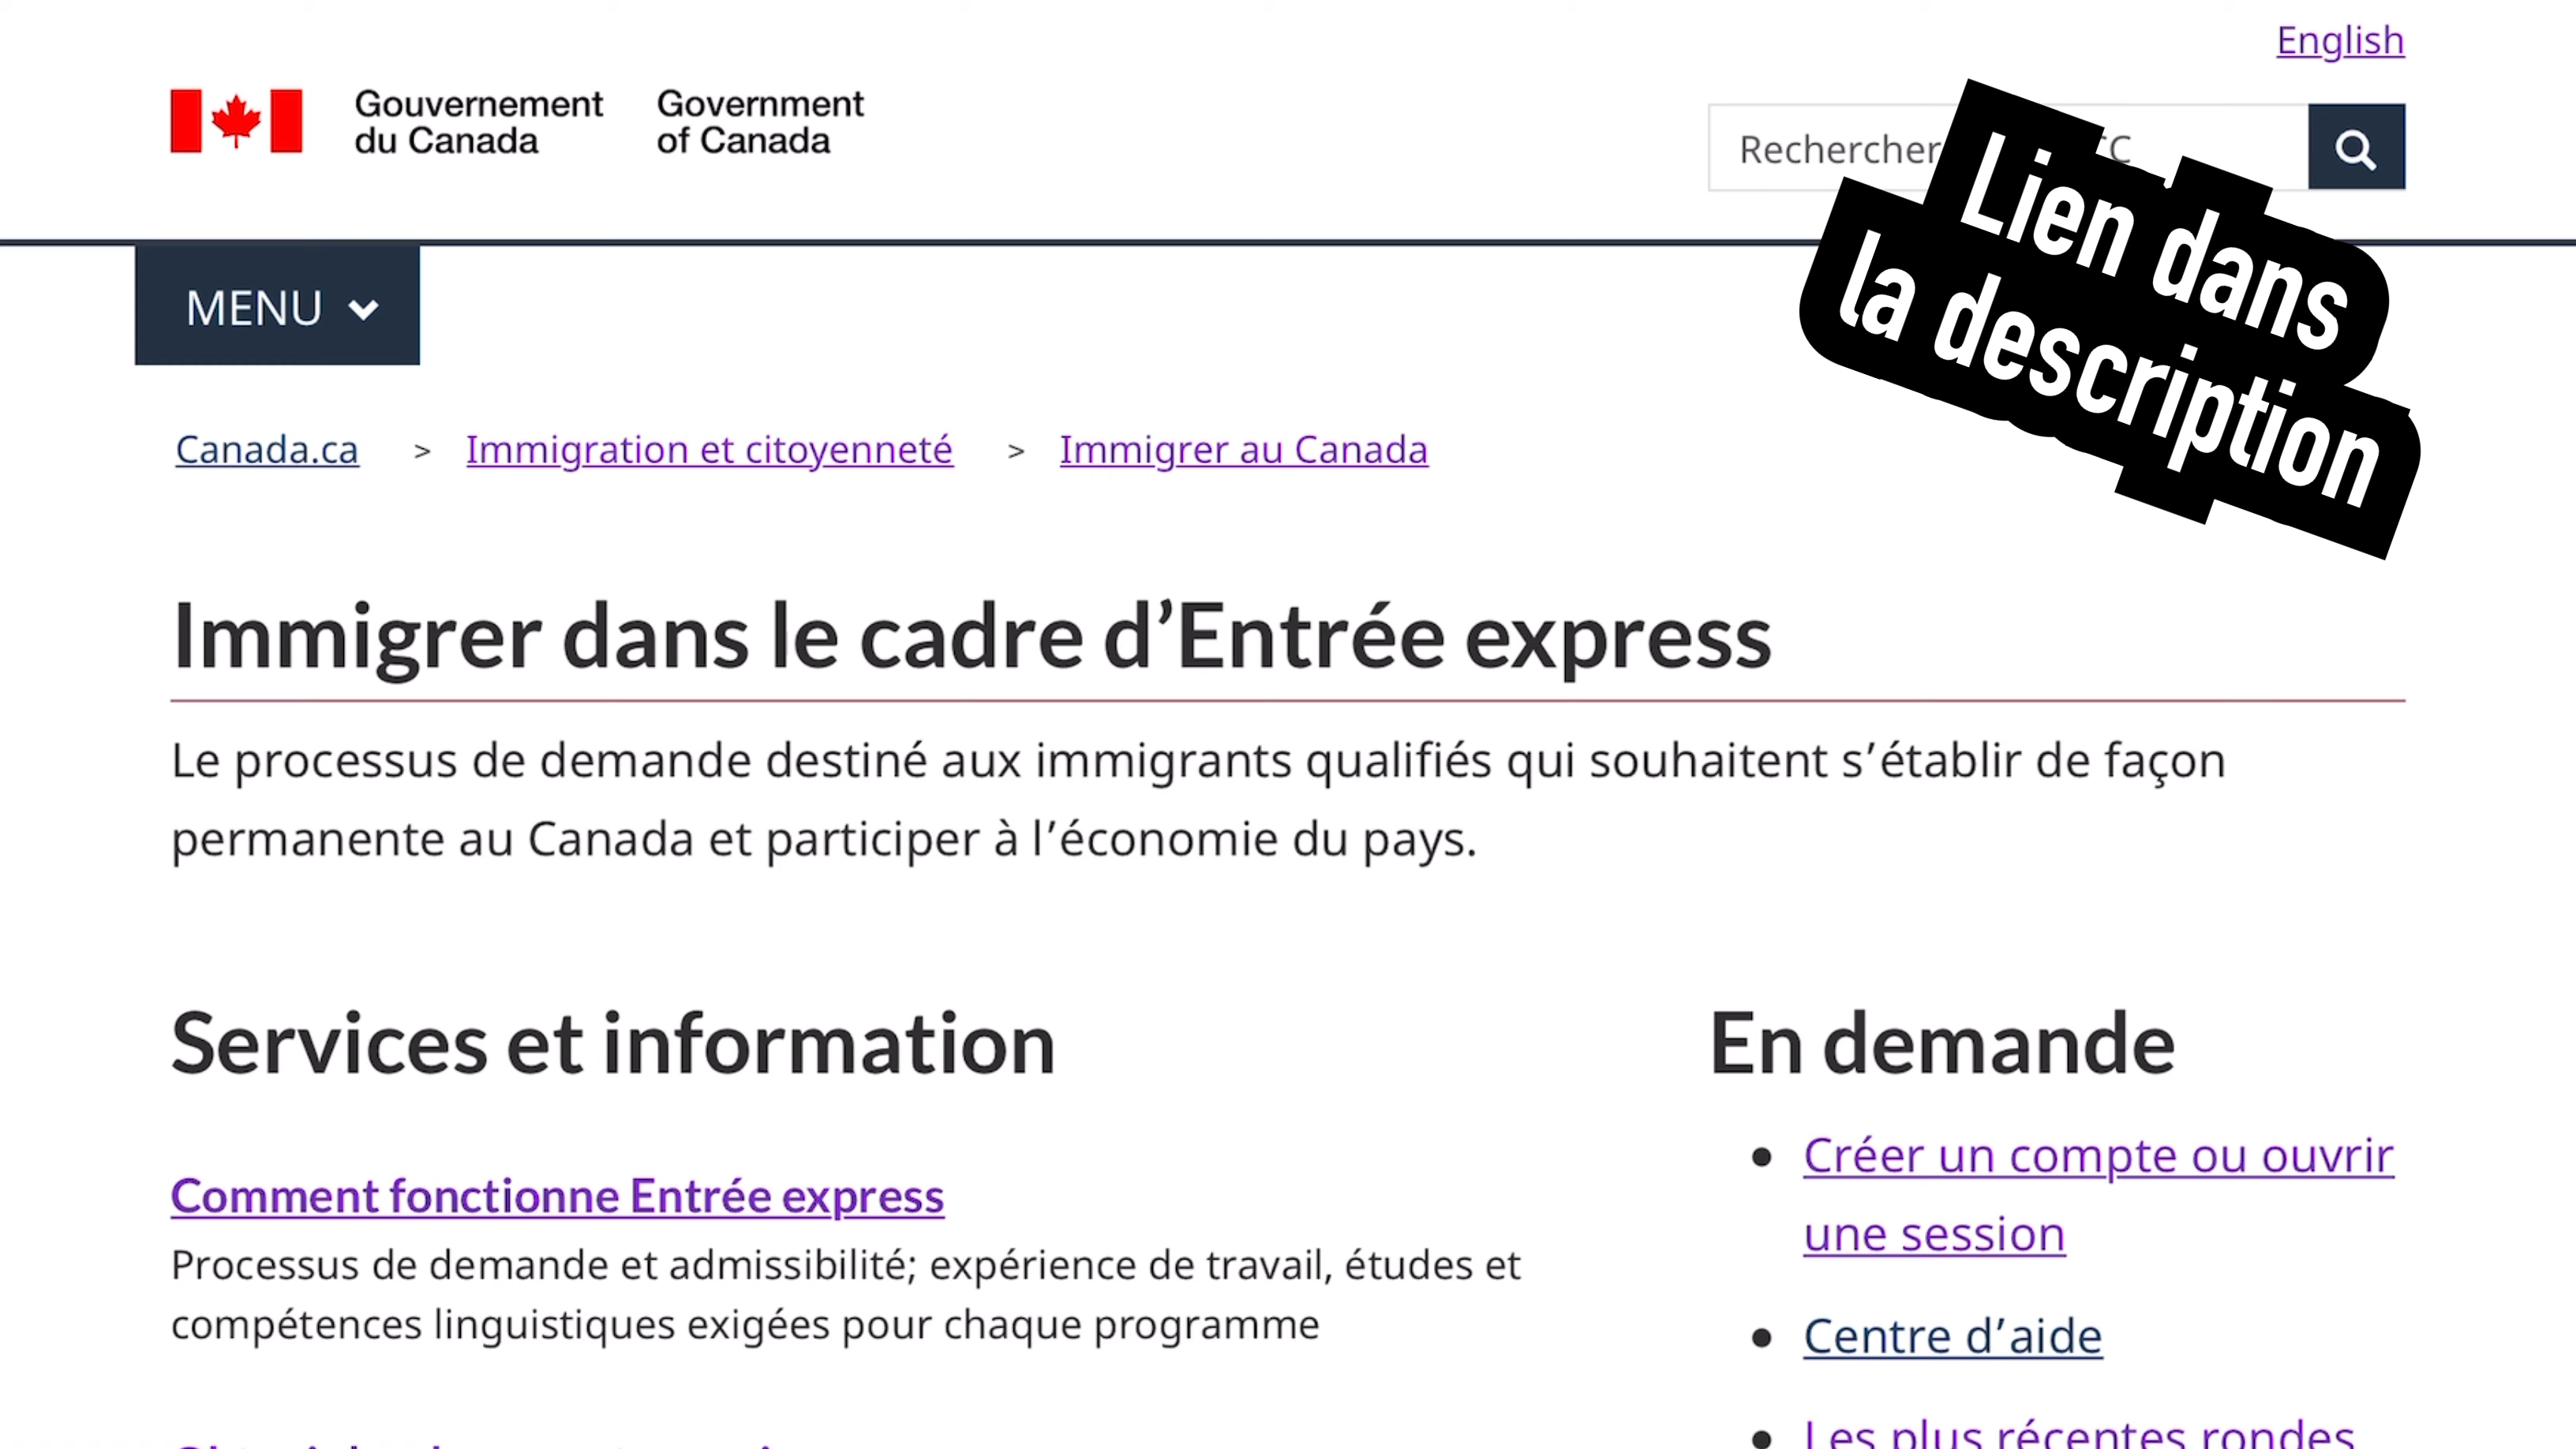 English
Gouvernement
du Canada
Government
of Canada
Rechercher
Lien dans
la description
MENU
Canada.ca > Immigration et citoyenneté > Immigrer au Canada
Immigrer dans le cadre d’Entrée express
Le processus de demande destiné aux immigrants qualifiés qui souhaitent s’établir de façon
permanente au Canada et participer à l’économie du pays.
Services et information
Comment fonctionne Entrée express
Processus de demande et admissibilité; expérience de travail, études et
compétences linguistiques exigées pour chaque programme
En demande
• Créer un compte ou ouvrir
une session
• Centre d’aide
• Les plus récentes rondes